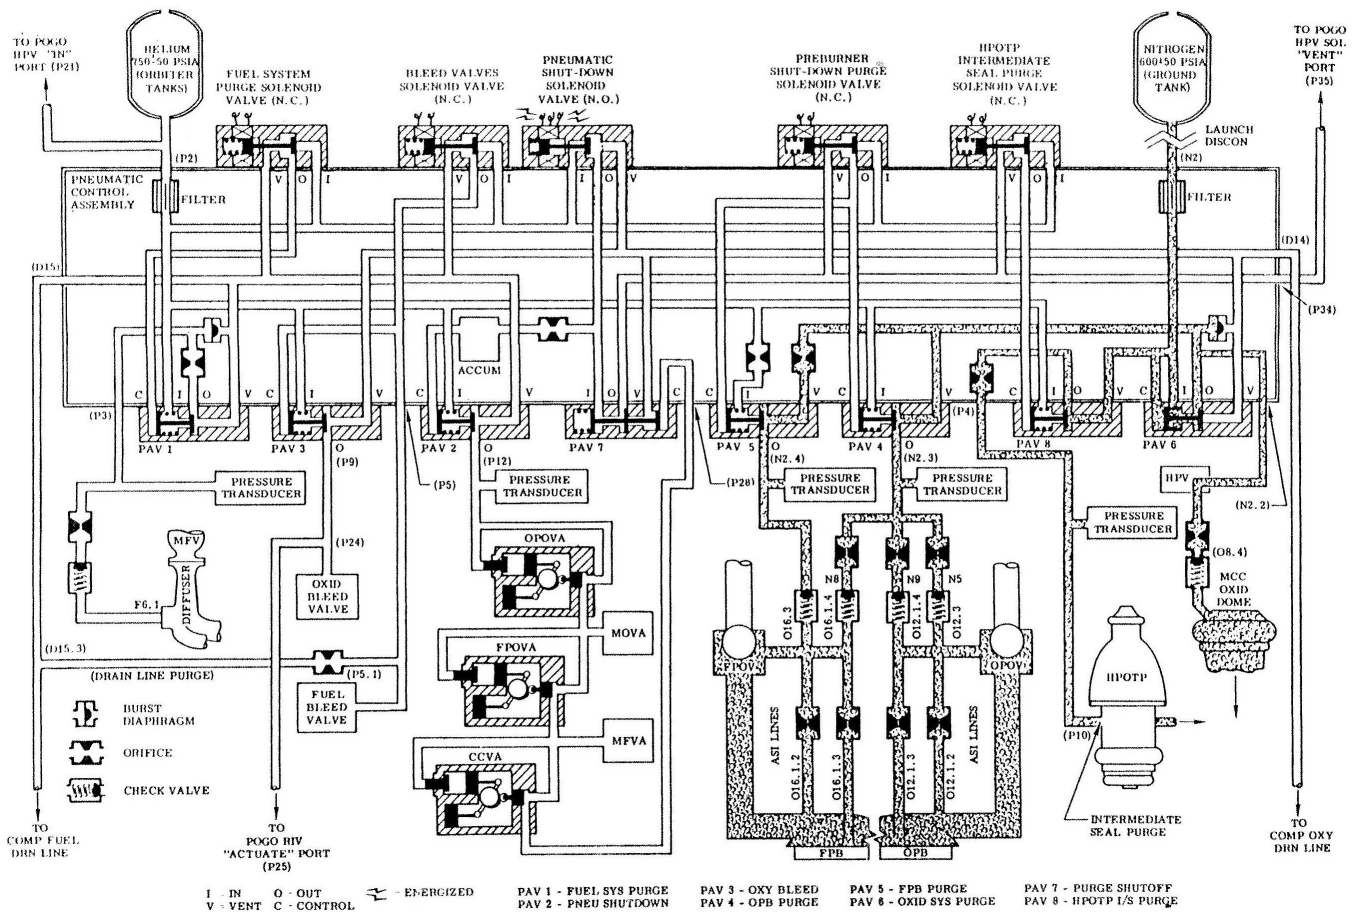 TO POGO
HPV "IN"
PORT (P21)
HELIUM
750-50 PSIA
(ORBITER
TANKS)
FUEL SYSTEM
PURGE SOLENOID
VALVE (N.C.)
BLEED VALVES
SOLENOID VALVE
(N.C.)
PNEUMATIC
SHUT-DOWN
SOLENOID
VALVE (N.O.)
PREBURNER
SHUT-DOWN PURGE
SOLENOID VALVE
(N.C.)
HPOTP
INTERMEDIATE
SEAL PURGE
SOLENOID VALVE
(N.C.)
NITROGEN
600±50 PSIA
(GROUND
TANK)
TO POGO
HPV SOL
"VENT"
PORT
(P35)
LAUNCH
DISCON
(P2)
(N2)
PNEUMATIC
CONTROL
ASSEMBLY
FILTER
V O I
V O I
I O V
V O I
V O I
FILTER
(D15)
(D14)
(P34)
ACCUM
C I O V
C I V
C I V
I V C
C I V
C I V
C I O V
C I O V
(P3)
(P4)
PAV 1
PAV 3
O
(P9)
PAV 2
O
(P12)
PAV 7
PAV 5
O
(N2.4)
PAV 4
O
(N2.3)
PAV 8
PAV 6
(P5)
(P28)
PRESSURE
TRANSDUCER
PRESSURE
TRANSDUCER
PRESSURE
TRANSDUCER
PRESSURE
TRANSDUCER
PRESSURE
TRANSDUCER
HPV
(N2.2)
MFV
DIFFUSER
F6.1
(P24)
OXID
BLEED
VALVE
OPOVA
MOVA
FPOVA
MFVA
CCVA
N8
N9
N5
O16.3
O16.1.4
O12.1.4
O12.3
FPOV
OPOV
ASI LINES
O16.1.2
O16.1.3
O12.1.3
O12.1.2
ASI LINES
FPB
OPB
(O8.4)
MCC
OXID
DOME
HPOTP
(P10)
INTERMEDIATE
SEAL PURGE
(D15.3)
(DRAIN LINE PURGE)
(P5.1)
FUEL
BLEED
VALVE
BURST
DIAPHRAGM
ORIFICE
CHECK VALVE
TO
COMP FUEL
DRN LINE
TO
POGO RIV
"ACTUATE" PORT
(P25)
TO
COMP OXY
DRN LINE
I - IN O - OUT - ENERGIZED
V - VENT C - CONTROL
PAV 1 - FUEL SYS PURGE PAV 3 - OXY BLEED PAV 5 - FPB PURGE PAV 7 - PURGE SHUTOFF
PAV 2 - PNEU SHUTDOWN PAV 4 - OPB PURGE PAV 6 - OXID SYS PURGE PAV 8 - HPOTP I/S PURGE